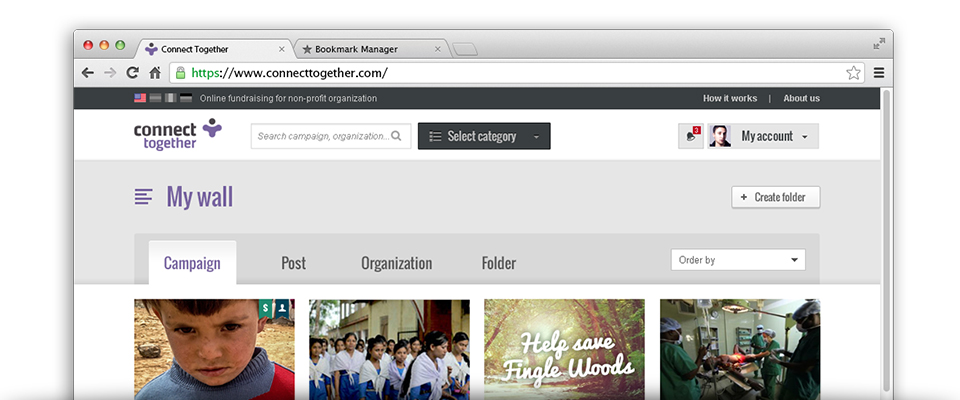 Connect Together
Bookmark Manager
https://www.connecttogether.com/
Online fundraising for non-profit organization
How it works | About us
connect
together
Search campaign, organization...
Select category
3
My account
My wall
+ Create folder
Campaign
Post
Organization
Folder
Order by
$
Help save
Fingle Woods